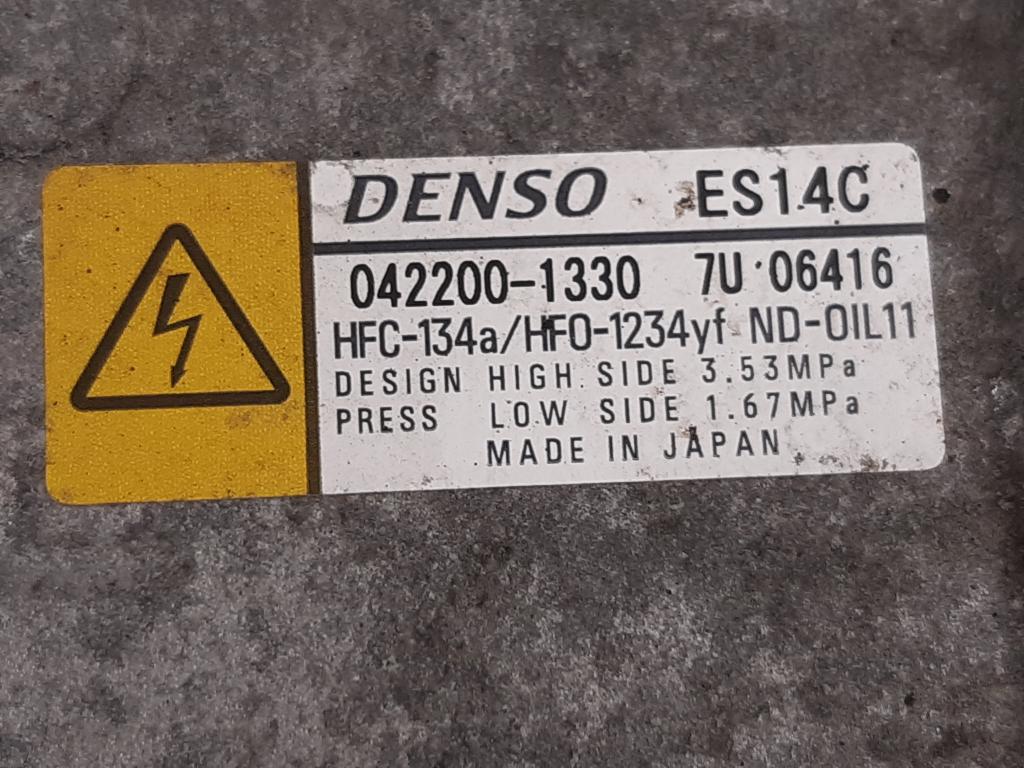 DENSO ES14C
042200-1330 7U 06416
HFC-134a/HFO-1234yf ND-OIL11
DESIGN HIGH SIDE 3.53MPa
PRESS LOW SIDE 1.67MPa
MADE IN JAPAN